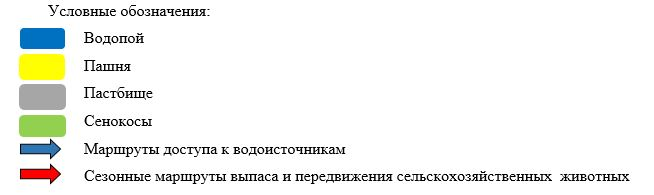 Условные обозначения:
Водопой
Пашня
Пастбище
Сенокосы
Маршруты доступа к водоисточникам
Сезонные маршруты выпаса и передвижения сельскохозяйственных животных